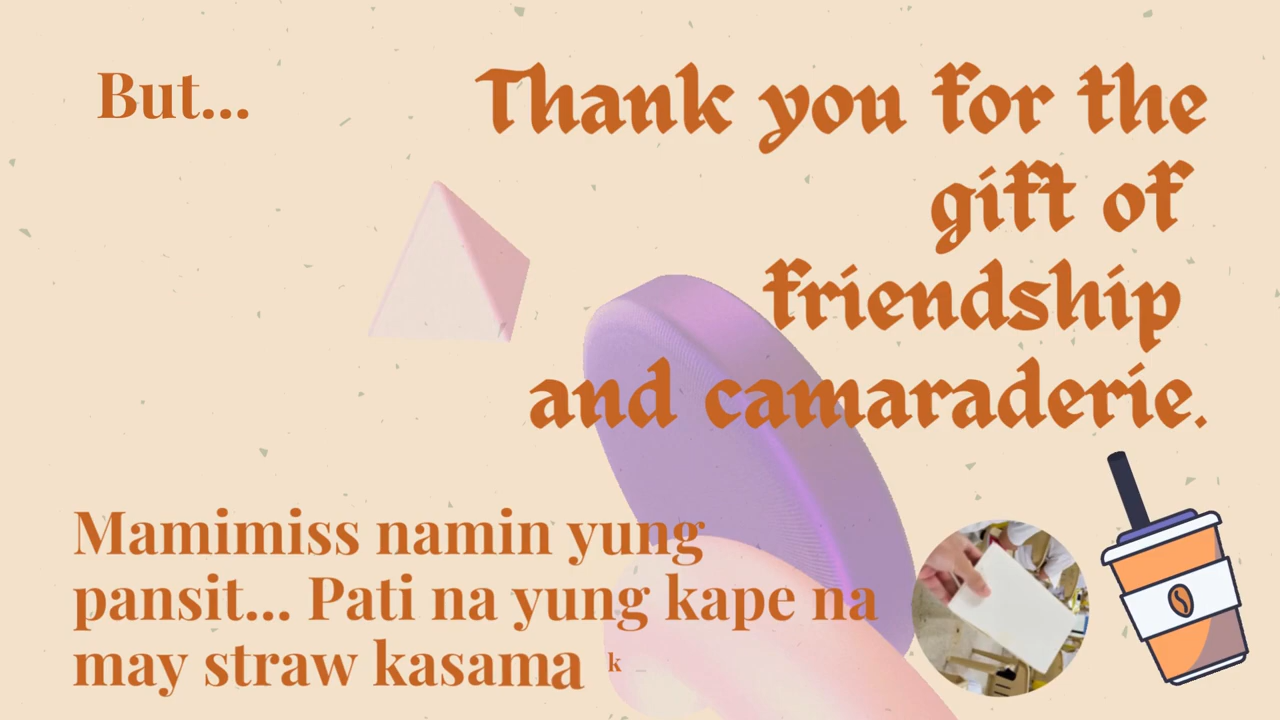 But...
Thank you for the
gift of
friendship
and camaraderie.
Mamimiss namin yung
pansit... Pati na yung kape na
may straw kasama k